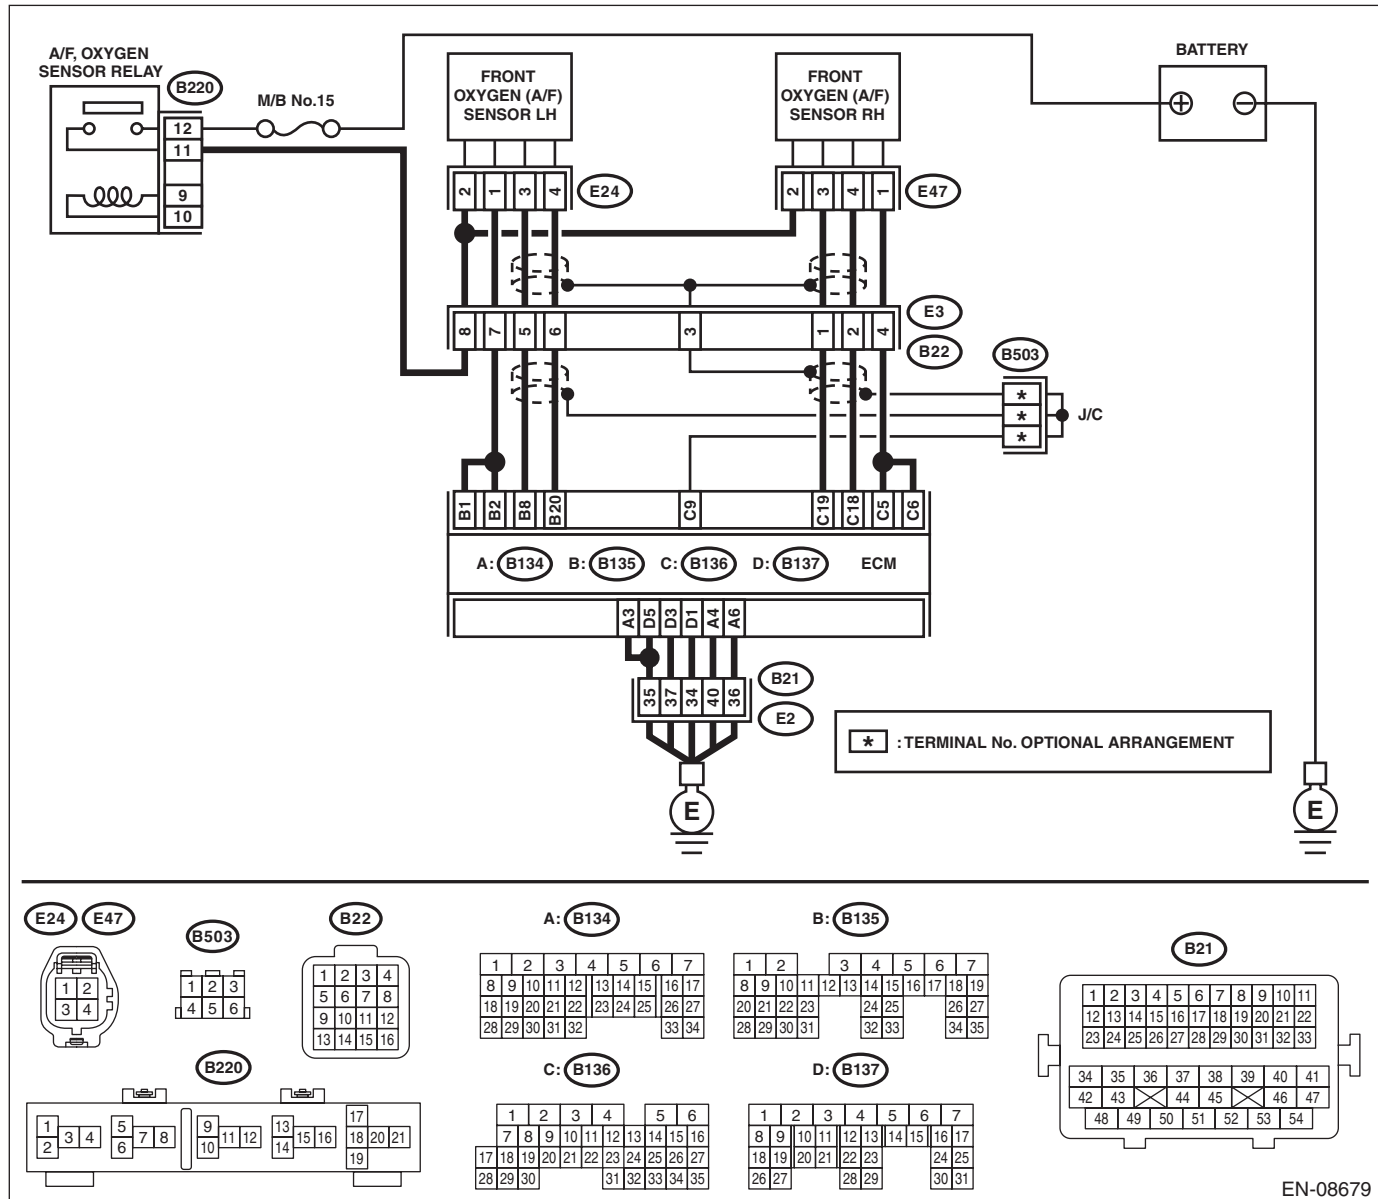 A/F, OXYGEN
SENSOR RELAY
B220
M/B No.15
12
11
9
10
FRONT
OXYGEN (A/F)
SENSOR LH
FRONT
OXYGEN (A/F)
SENSOR RH
BATTERY
2 1 3 4
E24
2 3 4 1
E47
8 7 5 6 3 1 2 4
E3
B22
B503
*
*
*
J/C
B1 B2 B8 B20 C9 C19 C18 C5 C6
A: B134 B: B135 C: B136 D: B137 ECM
A3 D5 D3 D1 A4 A6
35 37 34 40 36
B21
E2
* : TERMINAL No. OPTIONAL ARRANGEMENT
E
E
E24 E47
1 2
3 4
B503
1 2 3
4 5 6
B22
1 2 3 4
5 6 7 8
9 10 11 12
13 14 15 16
A: B134
1 2 3 4 5 6 7
8 9 10 11 12 13 14 15 16 17
18 19 20 21 22 23 24 25 26 27
28 29 30 31 32 33 34
B: B135
1 2 3 4 5 6 7
8 9 10 11 12 13 14 15 16 17 18 19
20 21 22 23 24 25 26 27
28 29 30 31 32 33 34 35
B21
1 2 3 4 5 6 7 8 9 10 11
12 13 14 15 16 17 18 19 20 21 22
23 24 25 26 27 28 29 30 31 32 33
34 35 36 37 38 39 40 41
42 43 44 45 46 47
48 49 50 51 52 53 54
B220
1 2 3 4
5 6 7 8
9 10 11 12
13 14 15 16
17 18 19 20 21
C: B136
1 2 3 4 5 6
7 8 9 10 11 12 13 14 15 16
17 18 19 20 21 22 23 24 25 26 27
28 29 30 31 32 33 34 35
D: B137
1 2 3 4 5 6 7
8 9 10 11 12 13 14 15 16 17
18 19 20 21 22 23 24 25
26 27 28 29 30 31
EN-08679